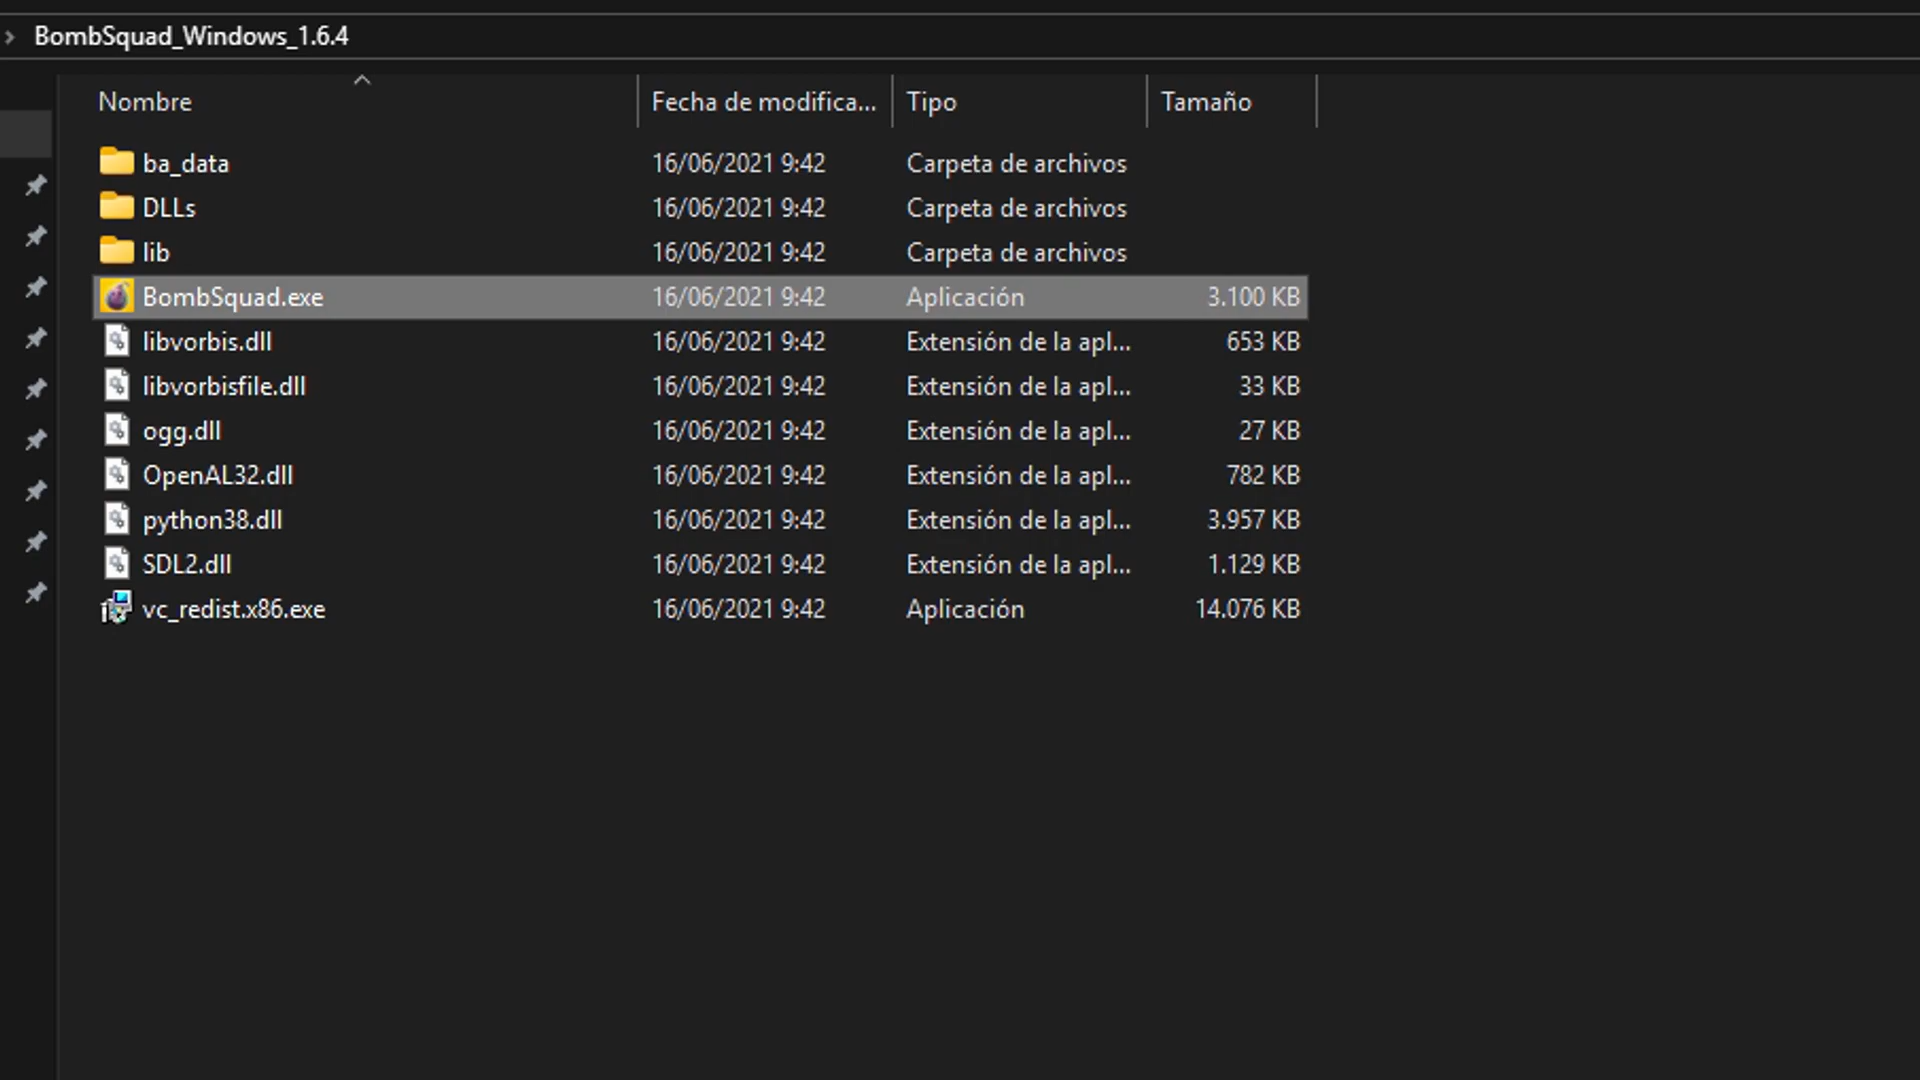 BombSquad_Windows_1.6.4
Nombre Fecha de modifica... Tipo Tamaño
ba_data 16/06/2021 9:42 Carpeta de archivos
DLLs 16/06/2021 9:42 Carpeta de archivos
lib 16/06/2021 9:42 Carpeta de archivos
BombSquad.exe 16/06/2021 9:42 Aplicación 3.100 KB
libvorbis.dll 16/06/2021 9:42 Extensión de la apl... 653 KB
libvorbisfile.dll 16/06/2021 9:42 Extensión de la apl... 33 KB
ogg.dll 16/06/2021 9:42 Extensión de la apl... 27 KB
OpenAL32.dll 16/06/2021 9:42 Extensión de la apl... 782 KB
python38.dll 16/06/2021 9:42 Extensión de la apl... 3.957 KB
SDL2.dll 16/06/2021 9:42 Extensión de la apl... 1.129 KB
vc_redist.x86.exe 16/06/2021 9:42 Aplicación 14.076 KB